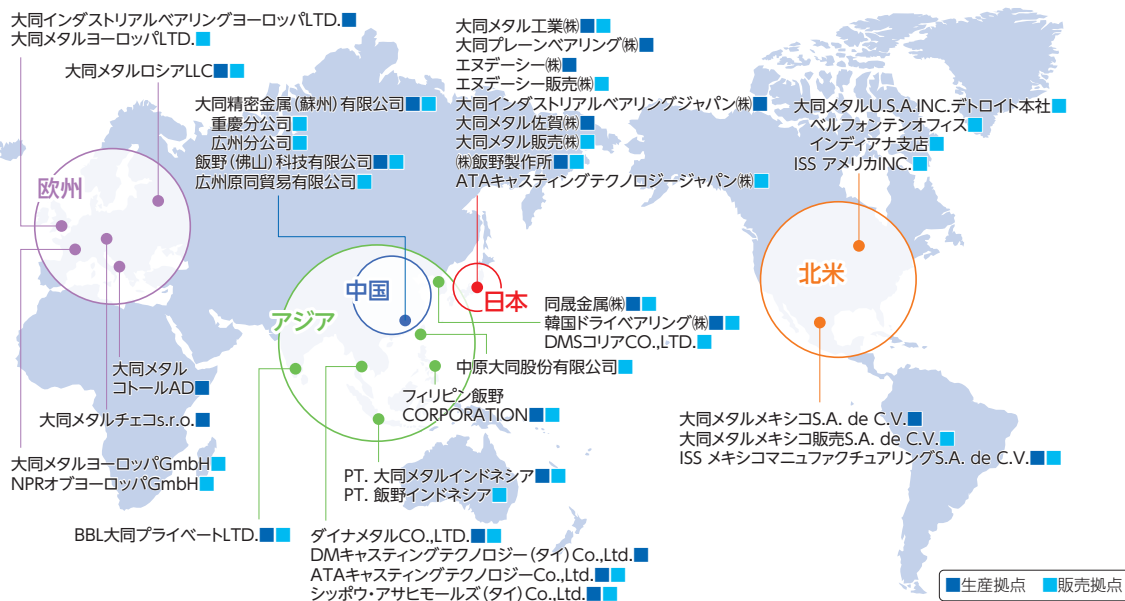 大同インダストリアルベアリングヨーロッパLTD.
大同メタルヨーロッパLTD.
大同メタルロシアLLC
大同精密金属(蘇州)有限公司
重慶分公司
広州分公司
飯野(佛山)科技有限公司
広州原同貿易有限公司
大同メタル工業㈱
大同プレーンベアリング㈱
エヌデーシー㈱
エヌデーシー販売㈱
大同インダストリアルベアリングジャパン㈱
大同メタル佐賀㈱
大同メタル販売㈱
㈱飯野製作所
ATAキャスティングテクノロジージャパン㈱
大同メタルU.S.A.INC.デトロイト本社
ベルフォンテンオフィス
インディアナ支店
ISS アメリカINC.
欧州
中国
アジア
日本
北米
同晟金属㈱
韓国ドライベアリング㈱
DMSコリアCO.,LTD.
中原大同股份有限公司
フィリピン飯野
CORPORATION
大同メタル
コトールAD
大同メタルチェコs.r.o.
大同メタルヨーロッパGmbH
NPRオブヨーロッパGmbH
PT. 大同メタルインドネシア
PT. 飯野インドネシア
BBL大同プライベートLTD.
ダイナメタルCO.,LTD.
DMキャスティングテクノロジー(タイ)Co.,Ltd.
ATAキャスティングテクノロジーCo.,Ltd.
シッポウ・アサヒモールズ(タイ)Co.,Ltd.
大同メタルメキシコS.A. de C.V.
大同メタルメキシコ販売S.A. de C.V.
ISS メキシコマニュファクチュアリングS.A. de C.V.
生産拠点 販売拠点